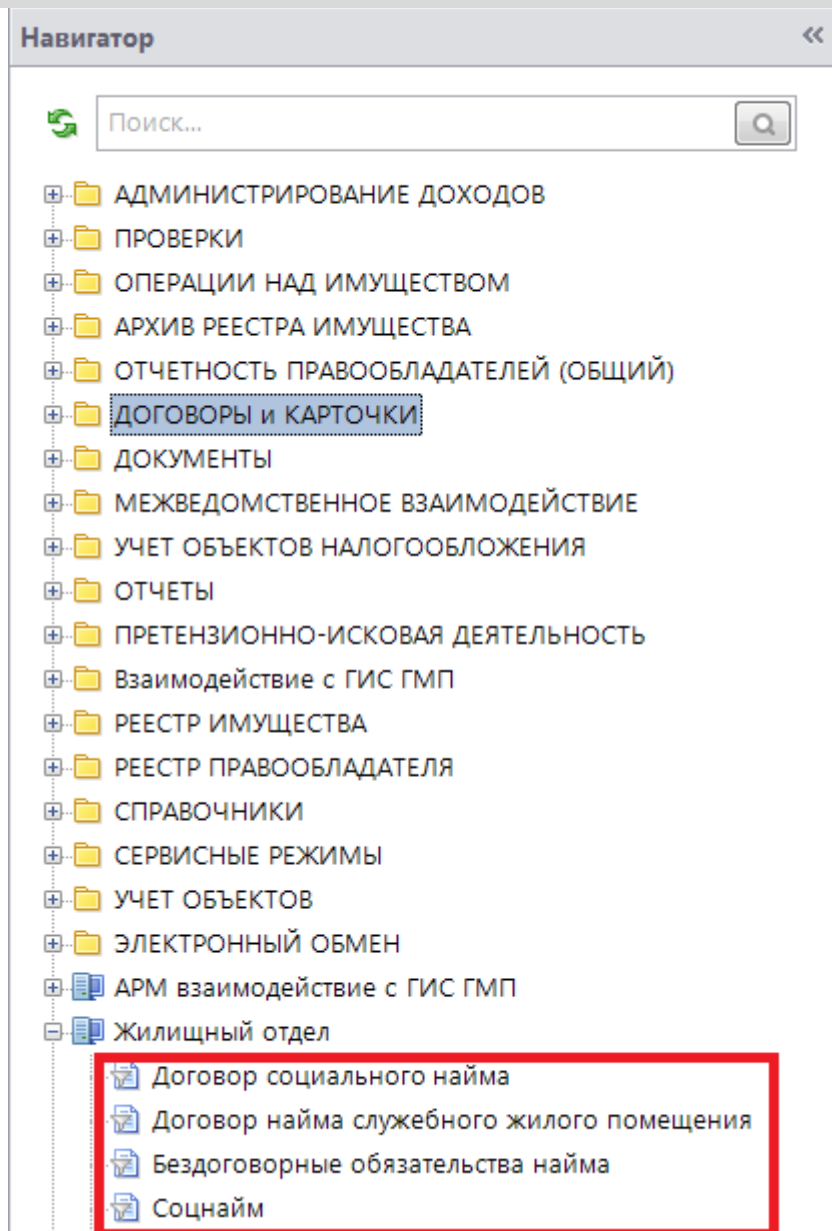 Навигатор
Поиск...
АДМИНИСТРИРОВАНИЕ ДОХОДОВ
ПРОВЕРКИ
ОПЕРАЦИИ НАД ИМУЩЕСТВОМ
АРХИВ РЕЕСТРА ИМУЩЕСТВА
ОТЧЕТНОСТЬ ПРАВООБЛАДАТЕЛЕЙ (ОБЩИЙ)
ДОГОВОРЫ и КАРТОЧКИ
ДОКУМЕНТЫ
МЕЖВЕДОМСТВЕННОЕ ВЗАИМОДЕЙСТВИЕ
УЧЕТ ОБЪЕКТОВ НАЛОГООБЛОЖЕНИЯ
ОТЧЕТЫ
ПРЕТЕНЗИОННО-ИСКОВАЯ ДЕЯТЕЛЬНОСТЬ
Взаимодействие с ГИС ГМП
РЕЕСТР ИМУЩЕСТВА
РЕЕСТР ПРАВООБЛАДАТЕЛЯ
СПРАВОЧНИКИ
СЕРВИСНЫЕ РЕЖИМЫ
УЧЕТ ОБЪЕКТОВ
ЭЛЕКТРОННЫЙ ОБМЕН
АРМ взаимодействие с ГИС ГМП
Жилищный отдел
Договор социального найма
Договор найма служебного жилого помещения
Бездоговорные обязательства найма
Соцнайм